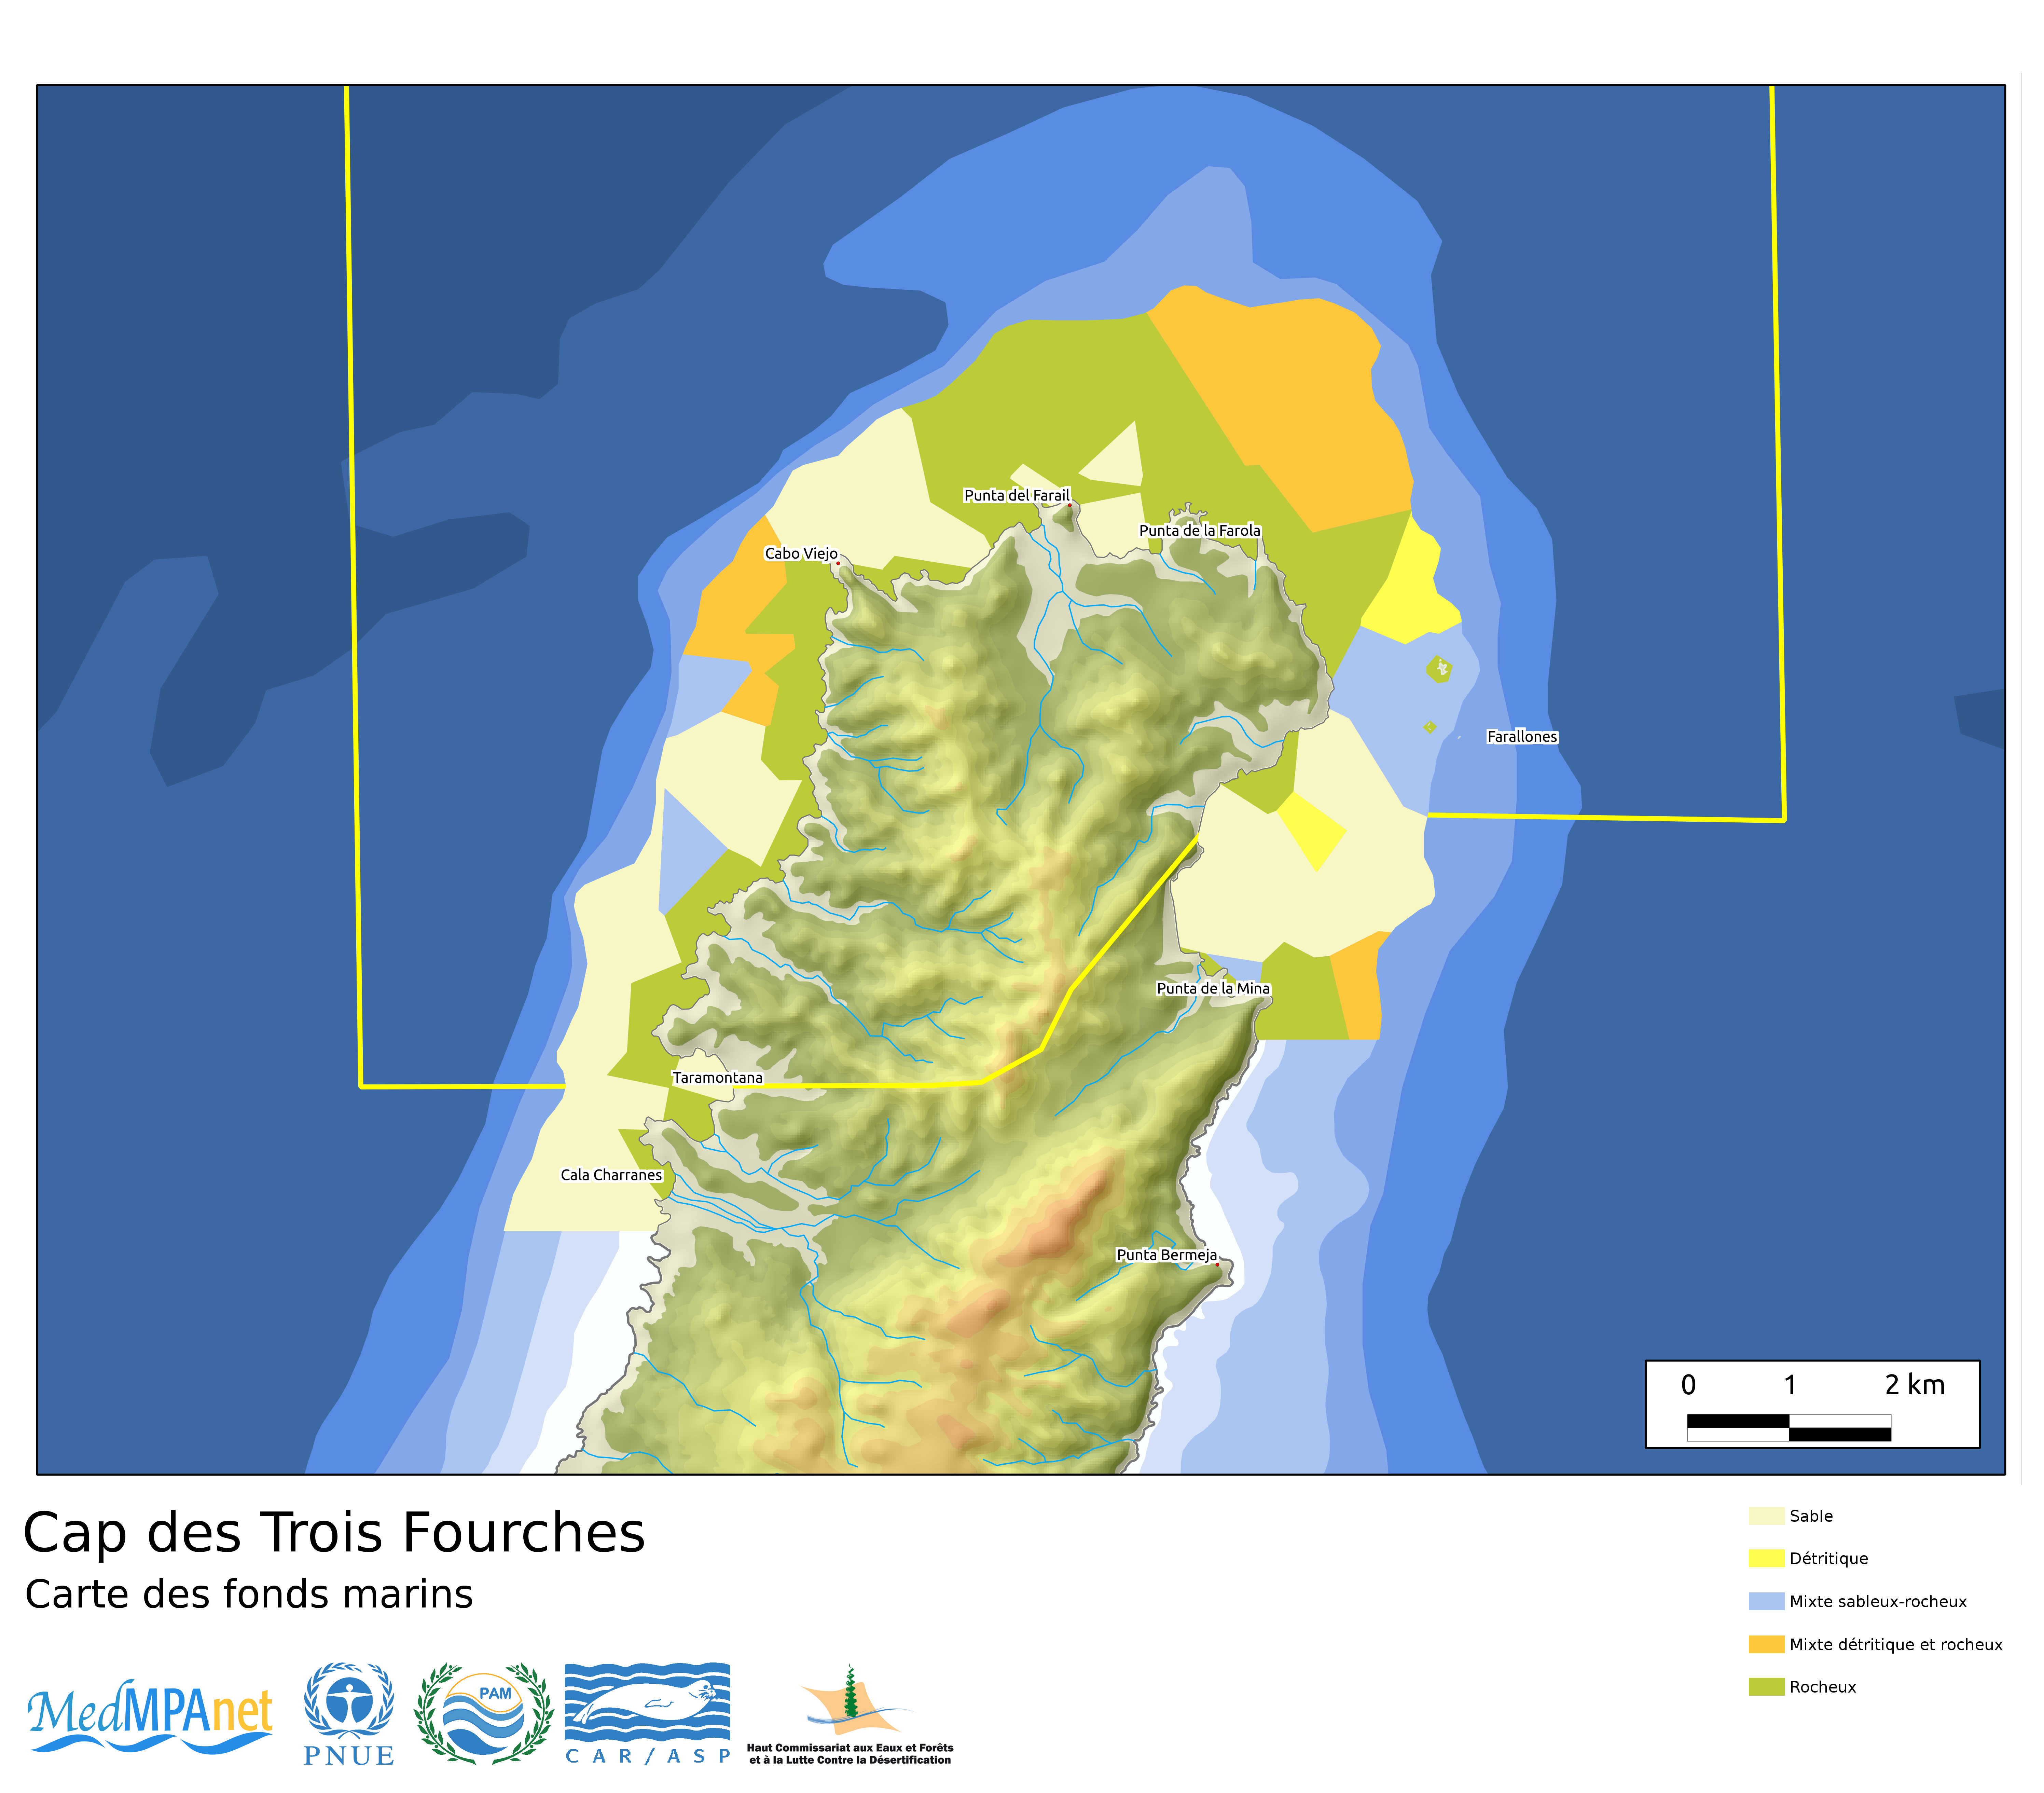 Punta del Farail
Punta de la Farola
Cabo Viejo
Farallones
Punta de la Mina
Taramontana
Cala Charranes
Punta Bermeja
0 1 2 km
Cap des Trois Fourches
Carte des fonds marins
Sable
Détritique
Mixte sableux-rocheux
Mixte détritique et rocheux
Rocheux
MedMPAnet
PNUE
PAM
CAR/ASP
Haut Commissariat aux Eaux et Forêts
et à la Lutte Contre la Désertification